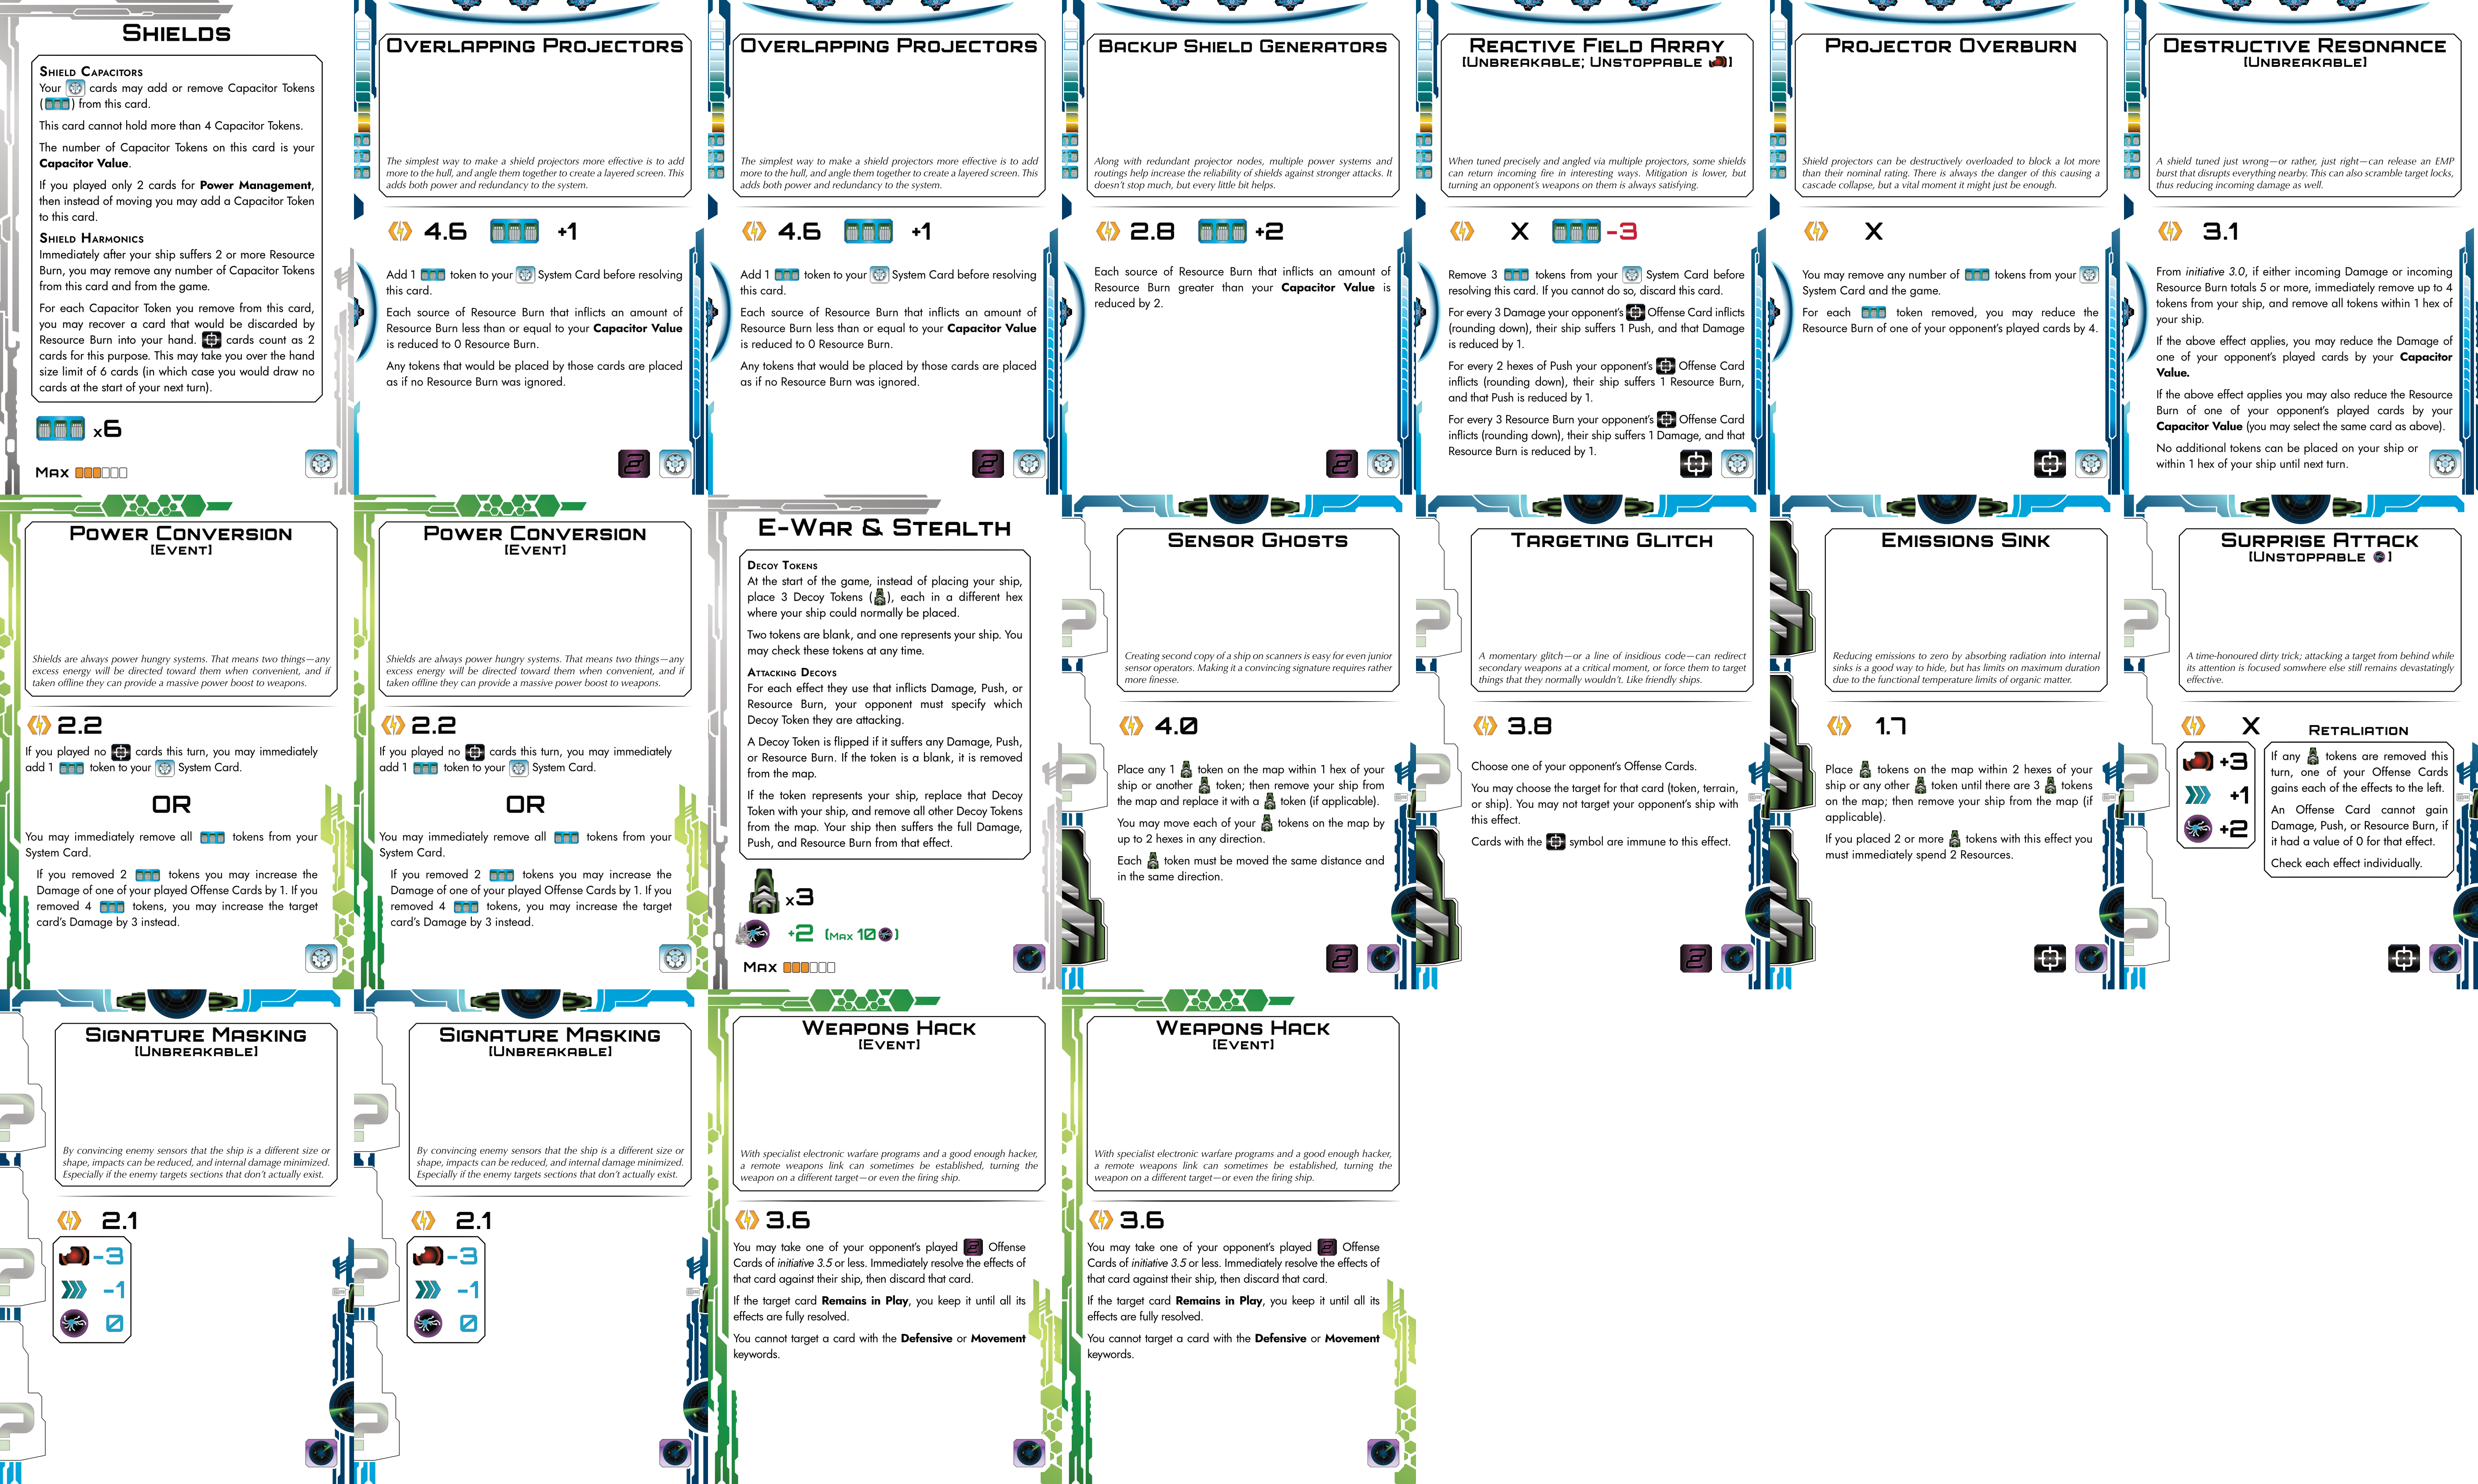 Shields
Shield Capacitors
Your cards may add or remove Capacitor Tokens
( ) from this card.
This card cannot hold more than 4 Capacitor Tokens.
The number of Capacitor Tokens on this card is your
Capacitor Value.
If you played only 2 cards for Power Management,
then instead of moving you may add a Capacitor Token
to this card.
Shield Harmonics
Immediately after your ship suffers 2 or more Resource
Burn, you may remove any number of Capacitor Tokens
from this card and from the game.
For each Capacitor Token you remove from this card,
you may recover a card that would be discarded by
Resource Burn into your hand. cards count as 2
cards for this purpose. This may take you over the hand
size limit of 6 cards (in which case you would draw no
cards at the start of your next turn).
x6
Max
Overlapping Projectors
The simplest way to make a shield projectors more effective is to add
more to the hull, and angle them together to create a layered screen. This
adds both power and redundancy to the system.
4.6 +1
Add 1 token to your System Card before resolving
this card.
Each source of Resource Burn that inflicts an amount of
Resource Burn less than or equal to your Capacitor Value
is reduced to 0 Resource Burn.
Any tokens that would be placed by those cards are placed
as if no Resource Burn was ignored.
2
Overlapping Projectors
The simplest way to make a shield projectors more effective is to add
more to the hull, and angle them together to create a layered screen. This
adds both power and redundancy to the system.
4.6 +1
Add 1 token to your System Card before resolving
this card.
Each source of Resource Burn that inflicts an amount of
Resource Burn less than or equal to your Capacitor Value
is reduced to 0 Resource Burn.
Any tokens that would be placed by those cards are placed
as if no Resource Burn was ignored.
2
Backup Shield Generators
Along with redundant projector nodes, multiple power systems and
routings help increase the reliability of shields against stronger attacks. It
doesn't stop much, but every little bit helps.
2.8 +2
Each source of Resource Burn that inflicts an amount of
Resource Burn greater than your Capacitor Value is
reduced by 2.
2
Reactive Field Array
[Unbreakable; Unstoppable ]
When tuned precisely and angled via multiple projectors, some shields
can return incoming fire in interesting ways. Mitigation is lower, but
turning an opponent's weapons on them is always satisfying.
X -3
Remove 3 tokens from your System Card before
resolving this card. If you cannot do so, discard this card.
For every 3 Damage your opponent's Offense Card inflicts
(rounding down), their ship suffers 1 Push, and that Damage
is reduced by 1.
For every 2 hexes of Push your opponent's Offense Card
inflicts (rounding down), their ship suffers 1 Resource Burn,
and that Push is reduced by 1.
For every 3 Resource Burn your opponent's Offense Card
inflicts (rounding down), their ship suffers 1 Damage, and that
Resource Burn is reduced by 1.
Projector Overburn
Shield projectors can be destructively overloaded to block a lot more
than their nominal rating. There is always the danger of this causing a
cascade collapse, but a vital moment it might just be enough.
X
You may remove any number of tokens from your
System Card and the game.
For each token removed, you may reduce the
Resource Burn of one of your opponent's played cards by 4.
Destructive Resonance
[Unbreakable]
A shield tuned just wrong—or rather, just right—can release an EMP
burst that disrupts everything nearby. This can also scramble target locks,
thus reducing incoming damage as well.
3.1
From initiative 3.0, if either incoming Damage or incoming
Resource Burn totals 5 or more, immediately remove up to 4
tokens from your ship, and remove all tokens within 1 hex of
your ship.
If the above effect applies, you may reduce the Damage of
one of your opponent's played cards by your Capacitor
Value.
If the above effect applies you may also reduce the Resource
Burn of one of your opponent's played cards by your
Capacitor Value (you may select the same card as above).
No additional tokens can be placed on your ship or
within 1 hex of your ship until next turn.
Power Conversion
[Event]
Shields are always power hungry systems. That means two things—any
excess energy will be directed toward them when convenient, and if
taken offline they can provide a massive power boost to weapons.
2.2
If you played no cards this turn, you may immediately
add 1 token to your System Card.
OR
You may immediately remove all tokens from your
System Card.
If you removed 2 tokens you may increase the
Damage of one of your played Offense Cards by 1. If you
removed 4 tokens, you may increase the target
card's Damage by 3 instead.
Power Conversion
[Event]
Shields are always power hungry systems. That means two things—any
excess energy will be directed toward them when convenient, and if
taken offline they can provide a massive power boost to weapons.
2.2
If you played no cards this turn, you may immediately
add 1 token to your System Card.
OR
You may immediately remove all tokens from your
System Card.
If you removed 2 tokens you may increase the
Damage of one of your played Offense Cards by 1. If you
removed 4 tokens, you may increase the target
card's Damage by 3 instead.
E-War & Stealth
Decoy Tokens
At the start of the game, instead of placing your ship,
place 3 Decoy Tokens ( ), each in a different hex
where your ship could normally be placed.
Two tokens are blank, and one represents your ship. You
may check these tokens at any time.
Attacking Decoys
For each effect they use that inflicts Damage, Push, or
Resource Burn, your opponent must specify which
Decoy Token they are attacking.
A Decoy Token is flipped if it suffers any Damage, Push,
or Resource Burn. If the token is a blank, it is removed
from the map.
If the token represents your ship, replace that Decoy
Token with your ship, and remove all other Decoy Tokens
from the map. Your ship then suffers the full Damage,
Push, and Resource Burn from that effect.
x3
+2 [Max 10 ]
Max
Sensor Ghosts
Creating second copy of a ship on scanners is easy for even junior
sensor operators. Making it a convincing signature requires rather
more finesse.
4.0
Place any 1 token on the map within 1 hex of your
ship or another token; then remove your ship from
the map and replace it with a token (if applicable).
You may move each of your tokens on the map by
up to 2 hexes in any direction.
Each token must be moved the same distance and
in the same direction.
2
Targeting Glitch
A momentary glitch—or a line of insidious code—can redirect
secondary weapons at a critical moment, or force them to target
things that they normally wouldn't. Like friendly ships.
3.8
Choose one of your opponent's Offense Cards.
You may choose the target for that card (token, terrain,
or ship). You may not target your opponent's ship with
this effect.
Cards with the symbol are immune to this effect.
2
Emissions Sink
Reducing emissions to zero by absorbing radiation into internal
sinks is a good way to hide, but has limits on maximum duration
due to the functional temperature limits of organic matter.
1.7
Place tokens on the map within 2 hexes of your
ship or any other token until there are 3 tokens
on the map; then remove your ship from the map (if
applicable).
If you placed 2 or more tokens with this effect you
must immediately spend 2 Resources.
Surprise Attack
[Unstoppable ]
A time-honoured dirty trick; attacking a target from behind while
its attention is focused somwhere else still remains devastatingly
effective.
X
+3
+1
+2
Retaliation
If any tokens are removed this
turn, one of your Offense Cards
gains each of the effects to the left.
An Offense Card cannot gain
Damage, Push, or Resource Burn, if
it had a value of 0 for that effect.
Check each effect individually.
Signature Masking
[Unbreakable]
By convincing enemy sensors that the ship is a different size or
shape, impacts can be reduced, and internal damage minimized.
Especially if the enemy targets sections that don't actually exist.
2.1
-3
-1
0
Signature Masking
[Unbreakable]
By convincing enemy sensors that the ship is a different size or
shape, impacts can be reduced, and internal damage minimized.
Especially if the enemy targets sections that don't actually exist.
2.1
-3
-1
0
Weapons Hack
[Event]
With specialist electronic warfare programs and a good enough hacker,
a remote weapons link can sometimes be established, turning the
weapon on a different target—or even the firing ship.
3.6
You may take one of your opponent's played 2 Offense
Cards of initiative 3.5 or less. Immediately resolve the effects of
that card against their ship, then discard that card.
If the target card Remains in Play, you keep it until all its
effects are fully resolved.
You cannot target a card with the Defensive or Movement
keywords.
Weapons Hack
[Event]
With specialist electronic warfare programs and a good enough hacker,
a remote weapons link can sometimes be established, turning the
weapon on a different target—or even the firing ship.
3.6
You may take one of your opponent's played 2 Offense
Cards of initiative 3.5 or less. Immediately resolve the effects of
that card against their ship, then discard that card.
If the target card Remains in Play, you keep it until all its
effects are fully resolved.
You cannot target a card with the Defensive or Movement
keywords.